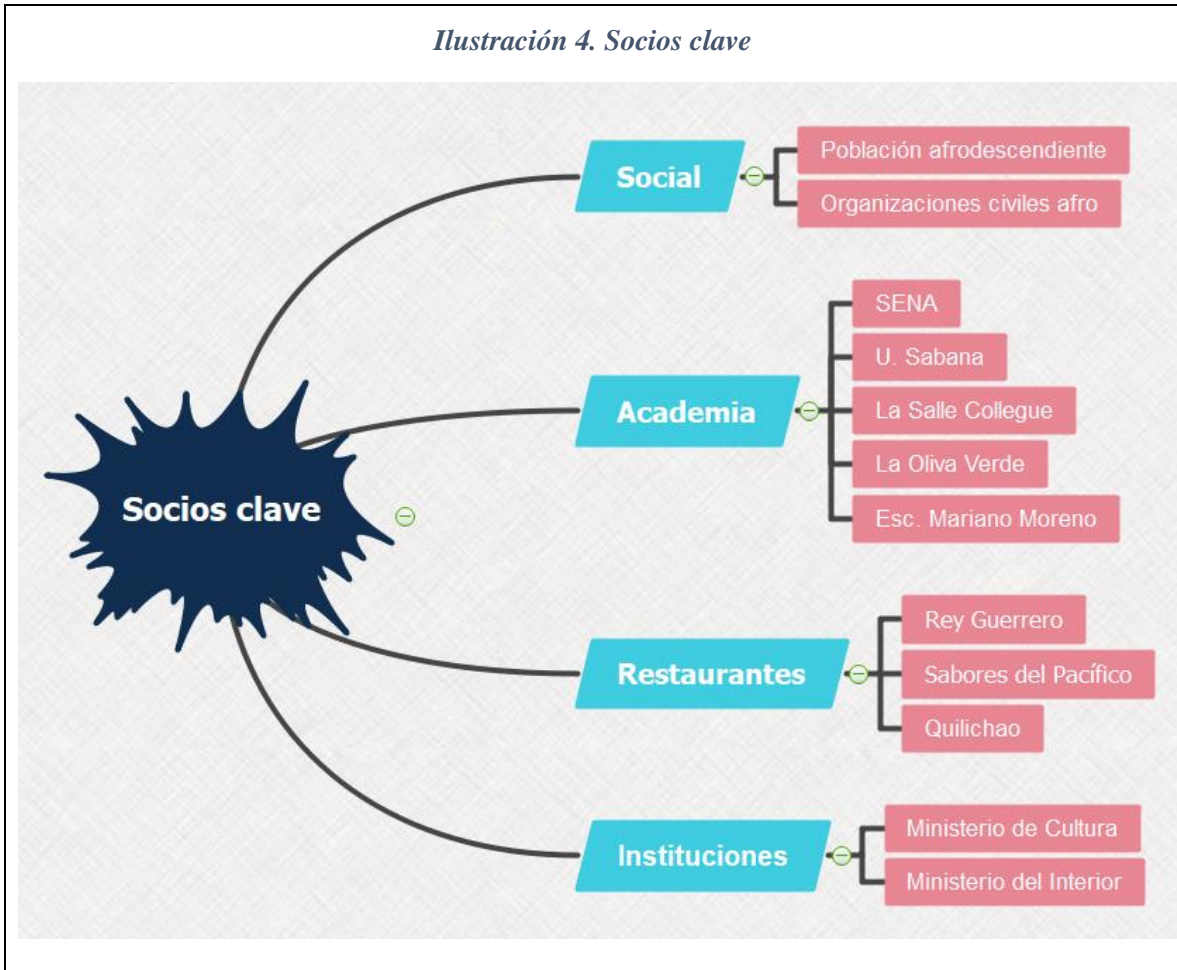 Ilustración 4. Socios clave
Socios clave
Social
Población afrodescendiente
Organizaciones civiles afro
Academia
SENA
U. Sabana
La Salle Collegue
La Oliva Verde
Esc. Mariano Moreno
Restaurantes
Rey Guerrero
Sabores del Pacífico
Quilichao
Instituciones
Ministerio de Cultura
Ministerio del Interior